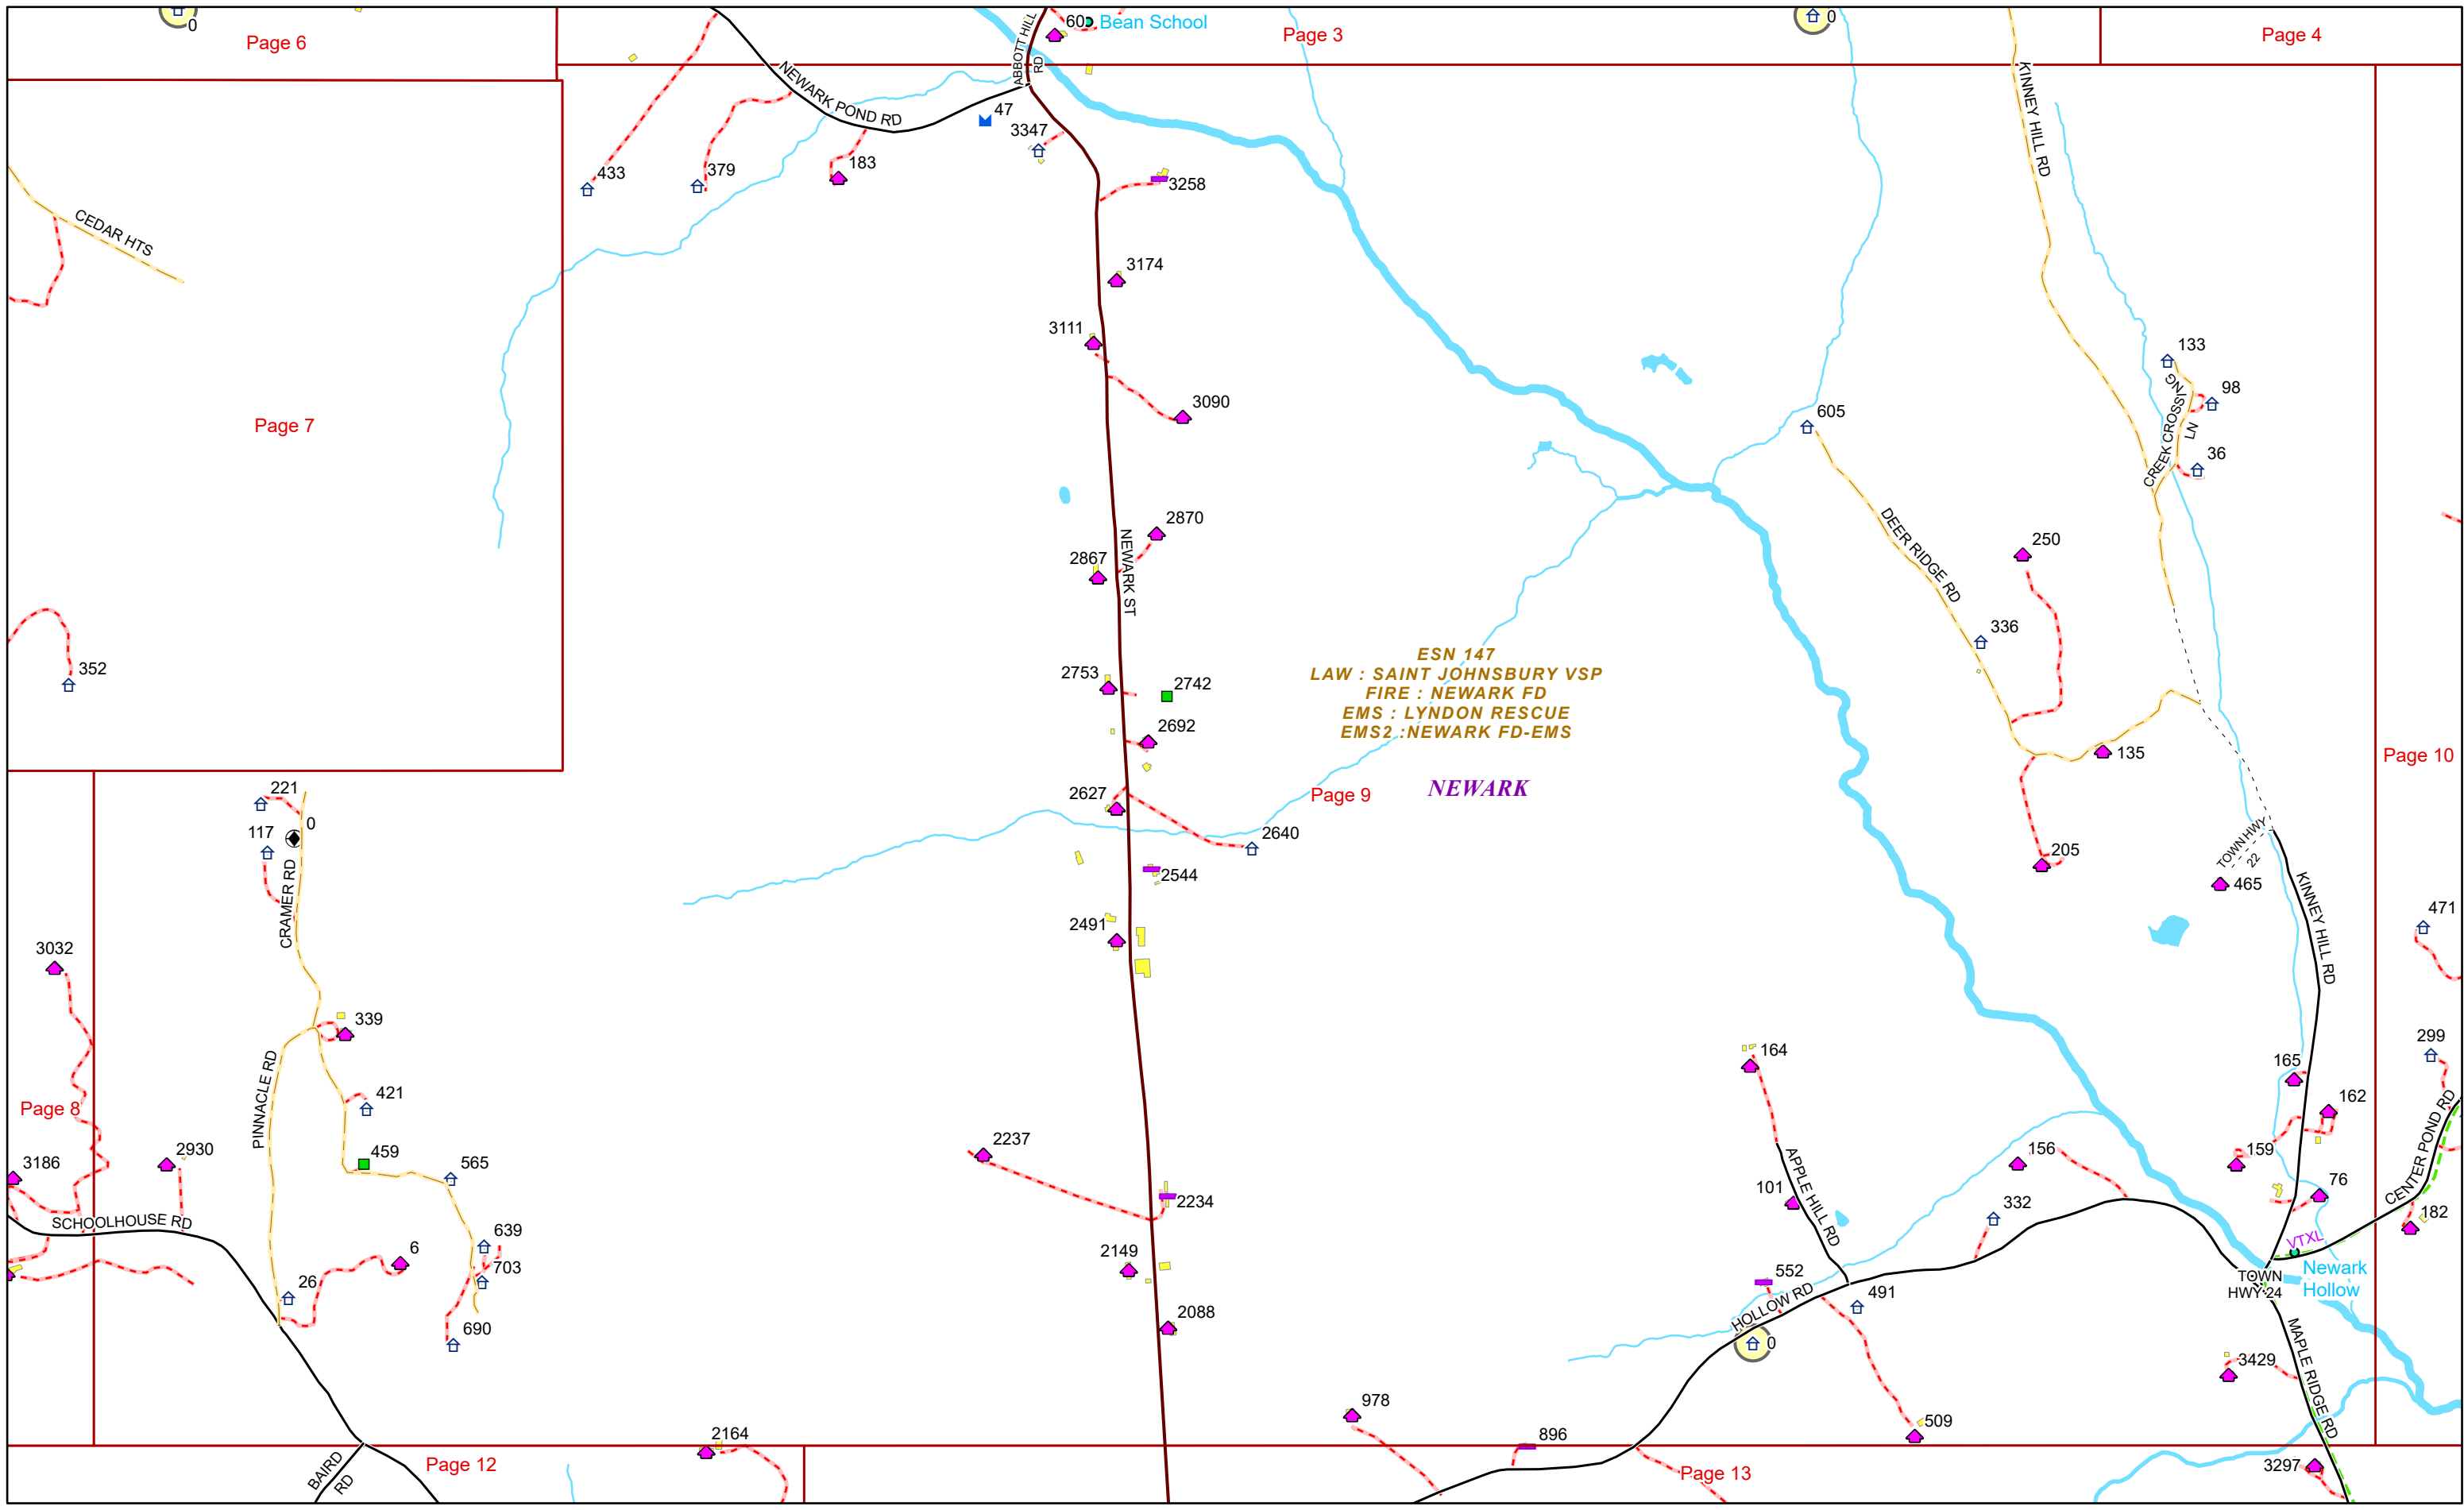 0
Page 6
ABBOTT HILL
RD
60
Bean School
Page 3
0
Page 4
NEWARK POND RD
47
3347
433
379
183
3258
KINNEY HILL RD
CEDAR HTS
3174
3111
3090
133
98
CREEK CROSSING
LN
36
605
Page 7
2870
2867
NEWARK ST
DEER RIDGE RD
250
336
352
2753
2742
2692
ESN 147
LAW : SAINT JOHNSBURY VSP
FIRE : NEWARK FD
EMS : LYNDON RESCUE
EMS2 :NEWARK FD-EMS
NEWARK
Page 9
135
Page 10
221
0
117
CRAMER RD
2627
2640
2544
205
TOWN HWY
22
465
KINNEY HILL RD
471
2491
3032
339
PINNACLE RD
421
459
565
Page 8
2930
3186
SCHOOLHOUSE RD
639
703
6
26
690
2237
2234
2149
2088
164
APPLE HILL RD
101
156
332
165
162
159
76
299
CENTER POND RD
182
VTXL
Newark
Hollow
TOWN
HWY 24
552
HOLLOW RD
491
0
MAPLE RIDGE RD
3429
978
896
509
2164
BAIRD
RD
Page 12
Page 13
3297